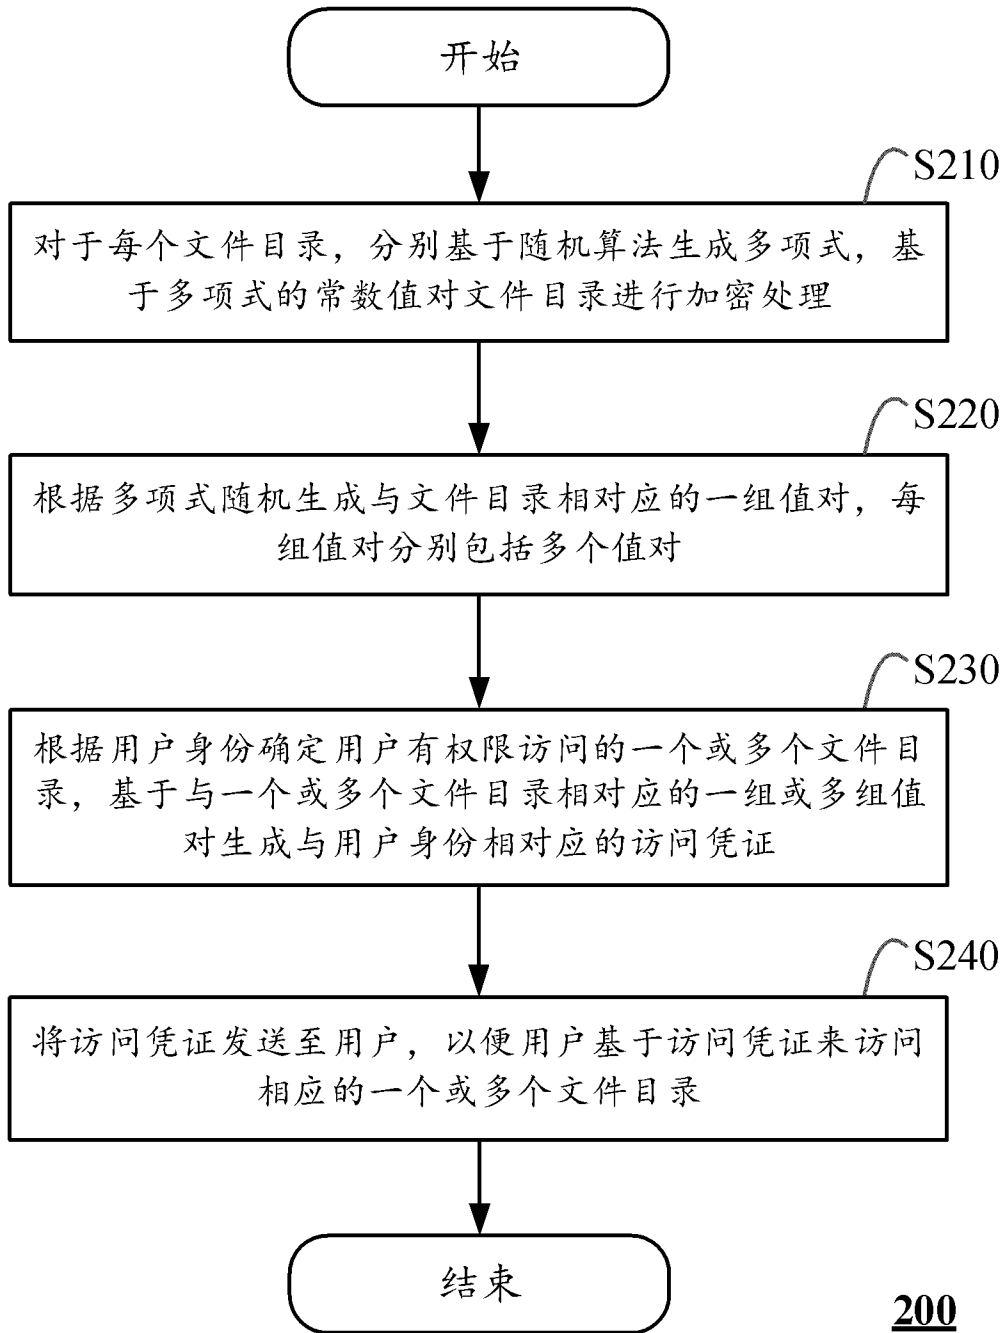 开始
S210
对于每个文件目录，分别基于随机算法生成多项式，基
于多项式的常数值对文件目录进行加密处理
S220
根据多项式随机生成与文件目录相对应的一组值对，每
组值对分别包括多个值对
S230
根据用户身份确定用户有权限访问的一个或多个文件目
录，基于与一个或多个文件目录相对应的一组或多组值
对生成与用户身份相对应的访问凭证
S240
将访问凭证发送至用户，以便用户基于访问凭证来访问
相应的一个或多个文件目录
结束
200